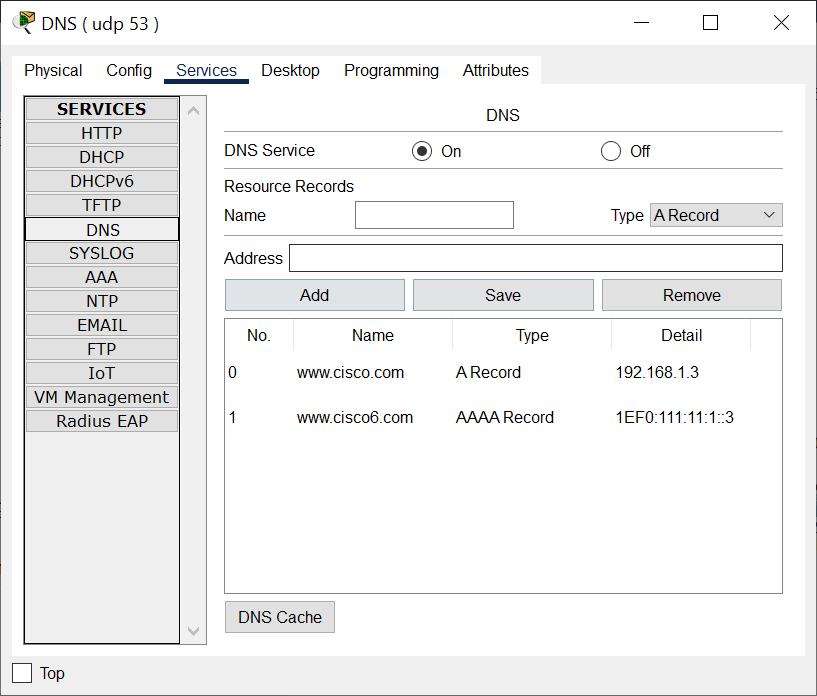 DNS ( udp 53 )
Physical Config Services Desktop Programming Attributes
SERVICES
HTTP
DHCP
DHCPv6
TFTP
DNS
SYSLOG
AAA
NTP
EMAIL
FTP
IoT
VM Management
Radius EAP
DNS
DNS Service On Off
Resource Records
Name Type A Record
Address
Add Save Remove
No. Name Type Detail
0 www.cisco.com A Record 192.168.1.3
1 www.cisco6.com AAAA Record 1EF0:111:11:1::3
DNS Cache
Top